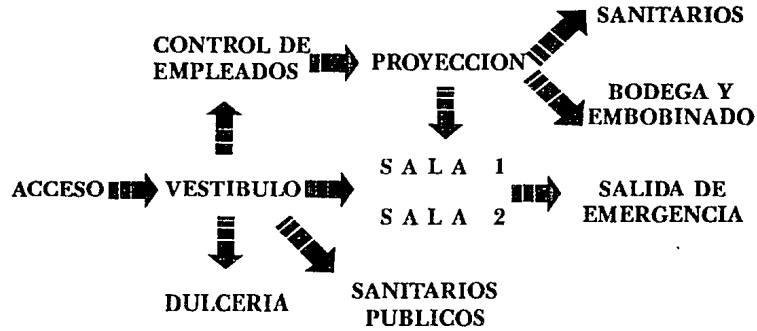 SANITARIOS
CONTROL DE
EMPLEADOS
PROYECCION
BODEGA Y
EMBOBINADO
ACCESO
VESTIBULO
SALA 1
SALA 2
SALIDA DE
EMERGENCIA
DULCERIA
SANITARIOS
PUBLICOS